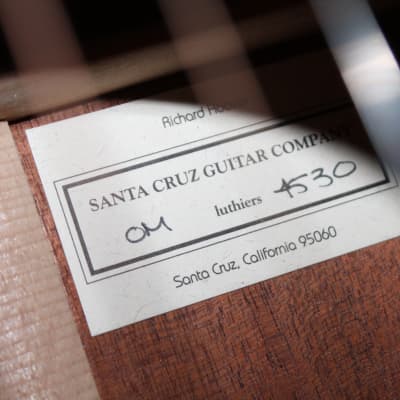 Richard
SANTA CRUZ GUITAR COMPANY
OM luthiers 4530
Santa Cruz, California 95060